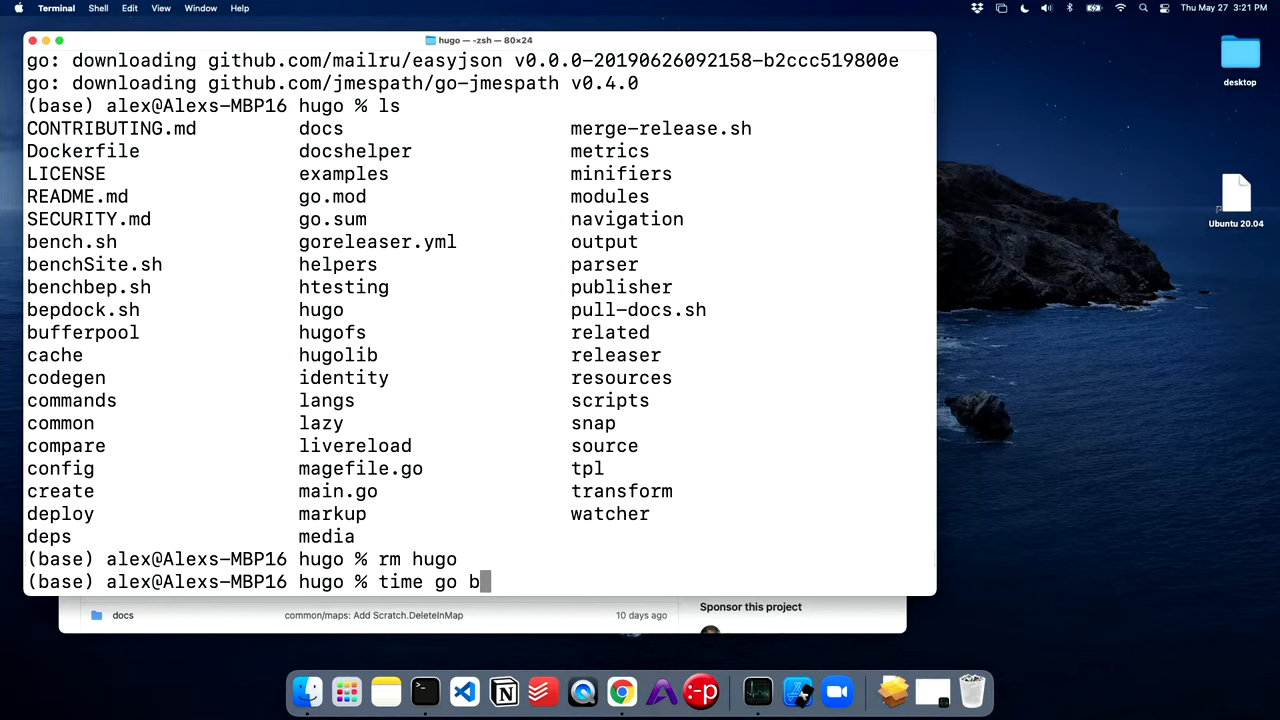 Terminal Shell Edit View Window Help Thu May 27 3:21 PM
hugo — -zsh — 80×24
go: downloading github.com/mailru/easyjson v0.0.0-20190626092158-b2ccc519800e
go: downloading github.com/jmespath/go-jmespath v0.4.0
(base) alex@Alexs-MBP16 hugo % ls
CONTRIBUTING.md docs merge-release.sh
Dockerfile docshelper metrics
LICENSE examples minifiers
README.md go.mod modules
SECURITY.md go.sum navigation
bench.sh goreleaser.yml output
benchSite.sh helpers parser
benchbep.sh htesting publisher
bepdock.sh hugo pull-docs.sh
bufferpool hugofs related
cache hugolib releaser
codegen identity resources
commands langs scripts
common lazy snap
compare livereload source
config magefile.go tpl
create main.go transform
deploy markup watcher
deps media
(base) alex@Alexs-MBP16 hugo % rm hugo
(base) alex@Alexs-MBP16 hugo % time go b
docs common/maps: Add Scratch.DeleteInMap 10 days ago
Sponsor this project
desktop
Ubuntu 20.04
:-p